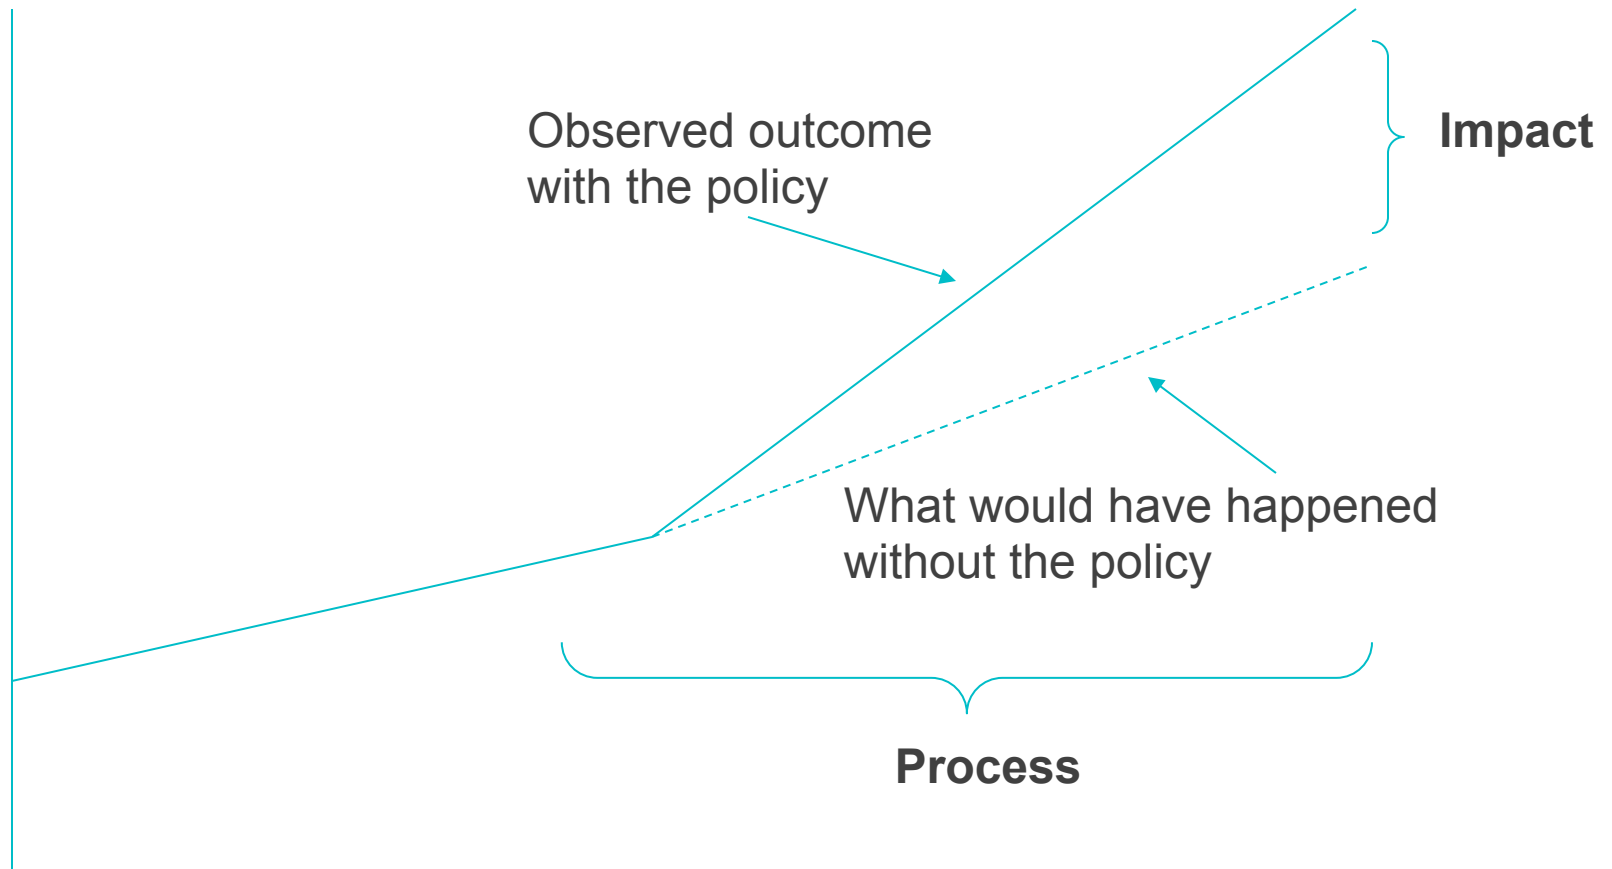 Observed outcome
with the policy
Impact
What would have happened
without the policy
Process